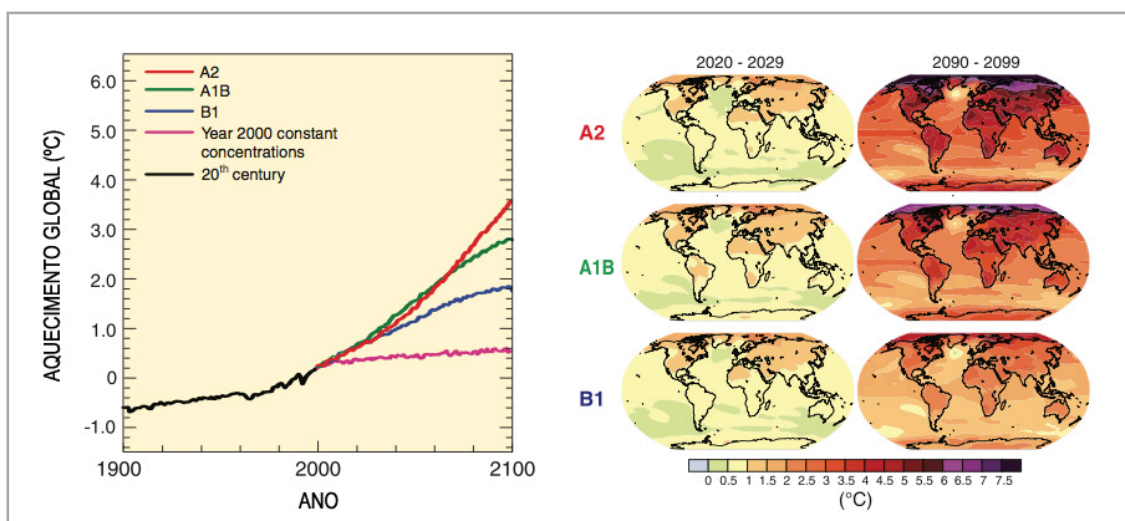 6.0
5.0
4.0
3.0
2.0
1.0
0
-1.0
AQUECIMENTO GLOBAL (ºC)
A2
A1B
B1
Year 2000 constant
concentrations
20th century
1900
2000
2100
ANO
2020 - 2029
2090 - 2099
A2
A1B
B1
0 0.5 1 1.5 2 2.5 3 3.5 4 4.5 5 5.5 6 6.5 7 7.5
(°C)